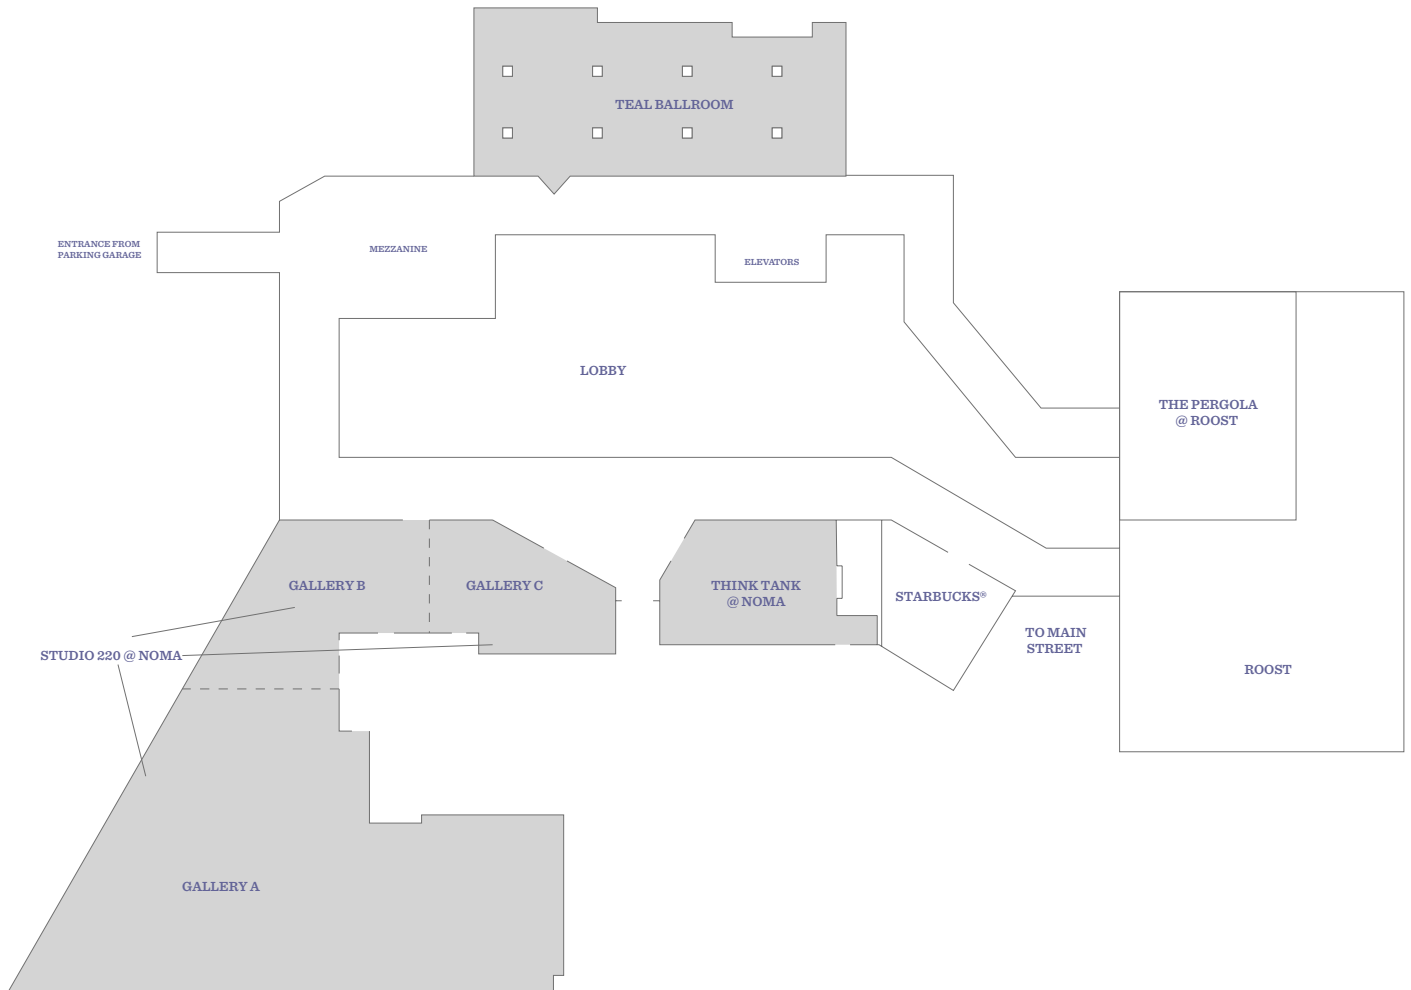 TEAL BALLROOM
ENTRANCE FROM
PARKING GARAGE
MEZZANINE
ELEVATORS
LOBBY
THE PERGOLA
@ ROOST
GALLERY B
GALLERY C
THINK TANK
@ NOMA
STARBUCKS®
STUDIO 220 @ NOMA
TO MAIN
STREET
ROOST
GALLERY A